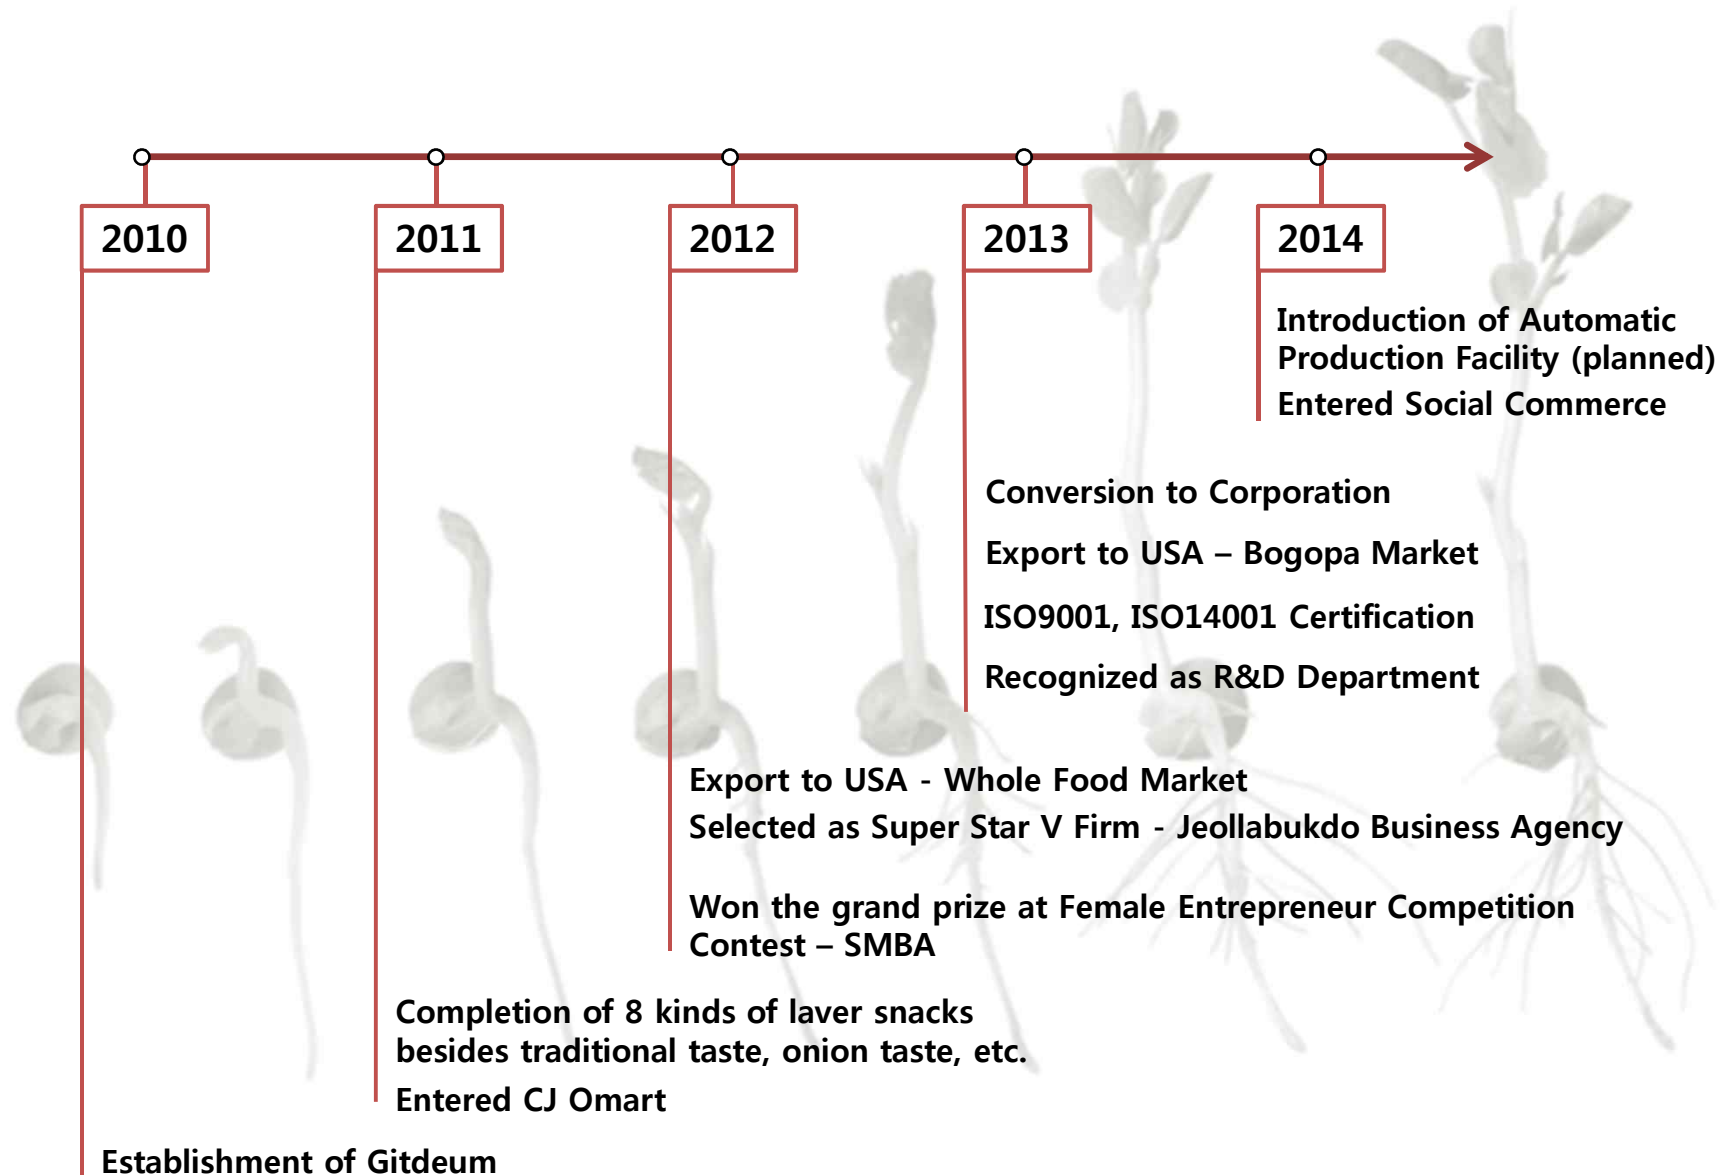 2010
2011
2012
2013
2014
Introduction of Automatic
Production Facility (planned)
Entered Social Commerce
Conversion to Corporation
Export to USA – Bogopa Market
ISO9001, ISO14001 Certification
Recognized as R&D Department
Export to USA - Whole Food Market
Selected as Super Star V Firm - Jeollabukdo Business Agency
Won the grand prize at Female Entrepreneur Competition
Contest – SMBA
Completion of 8 kinds of laver snacks
besides traditional taste, onion taste, etc.
Entered CJ Omart
Establishment of Gitdeum